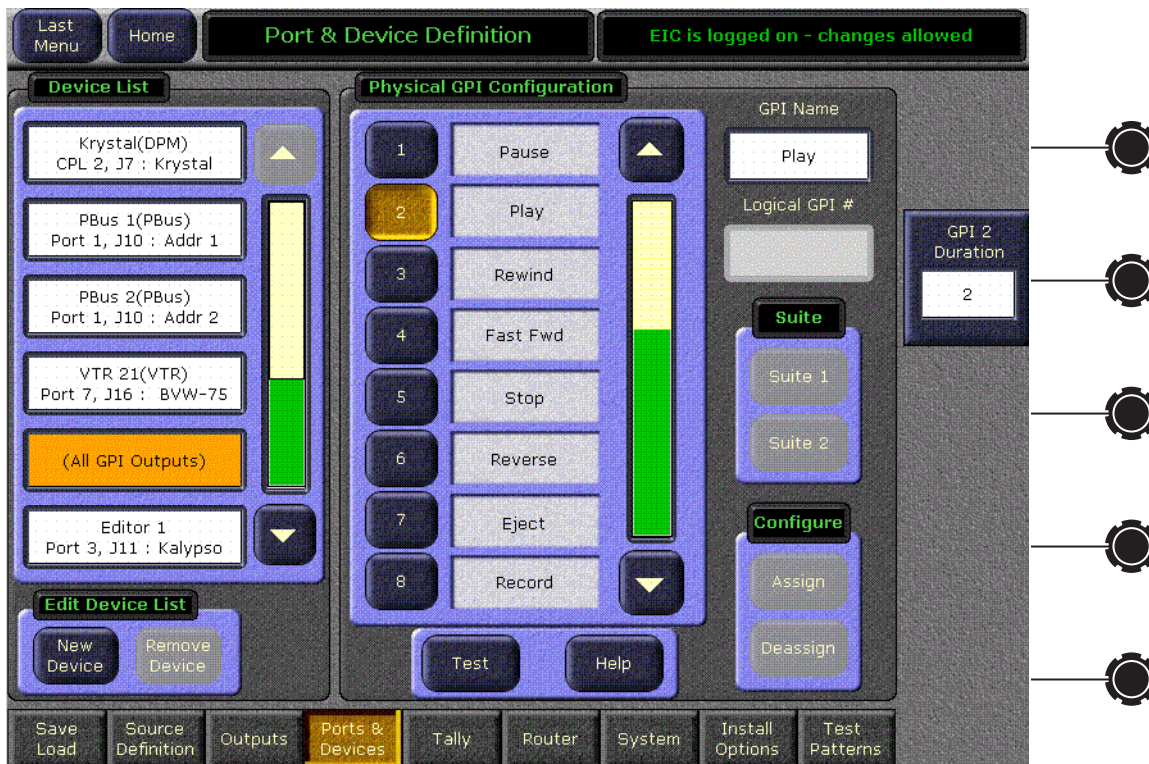 Last
Menu
Home
Port & Device Definition
EIC is logged on - changes allowed
Device List
Krystal(DPM)
CPL 2, J7 : Krystal
PBus 1(PBus)
Port 1, J10 : Addr 1
PBus 2(PBus)
Port 1, J10 : Addr 2
VTR 21(VTR)
Port 7, J16 : BVW-75
(All GPI Outputs)
Editor 1
Port 3, J11 : Kalypso
Edit Device List
New
Device
Remove
Device
Physical GPI Configuration
1 Pause
2 Play
3 Rewind
4 Fast Fwd
5 Stop
6 Reverse
7 Eject
8 Record
Test
Help
GPI Name
Play
Logical GPI #
Suite
Suite 1
Suite 2
Configure
Assign
Deassign
GPI 2
Duration
2
Save
Load
Source
Definition
Outputs
Ports &
Devices
Tally
Router
System
Install
Options
Test
Patterns